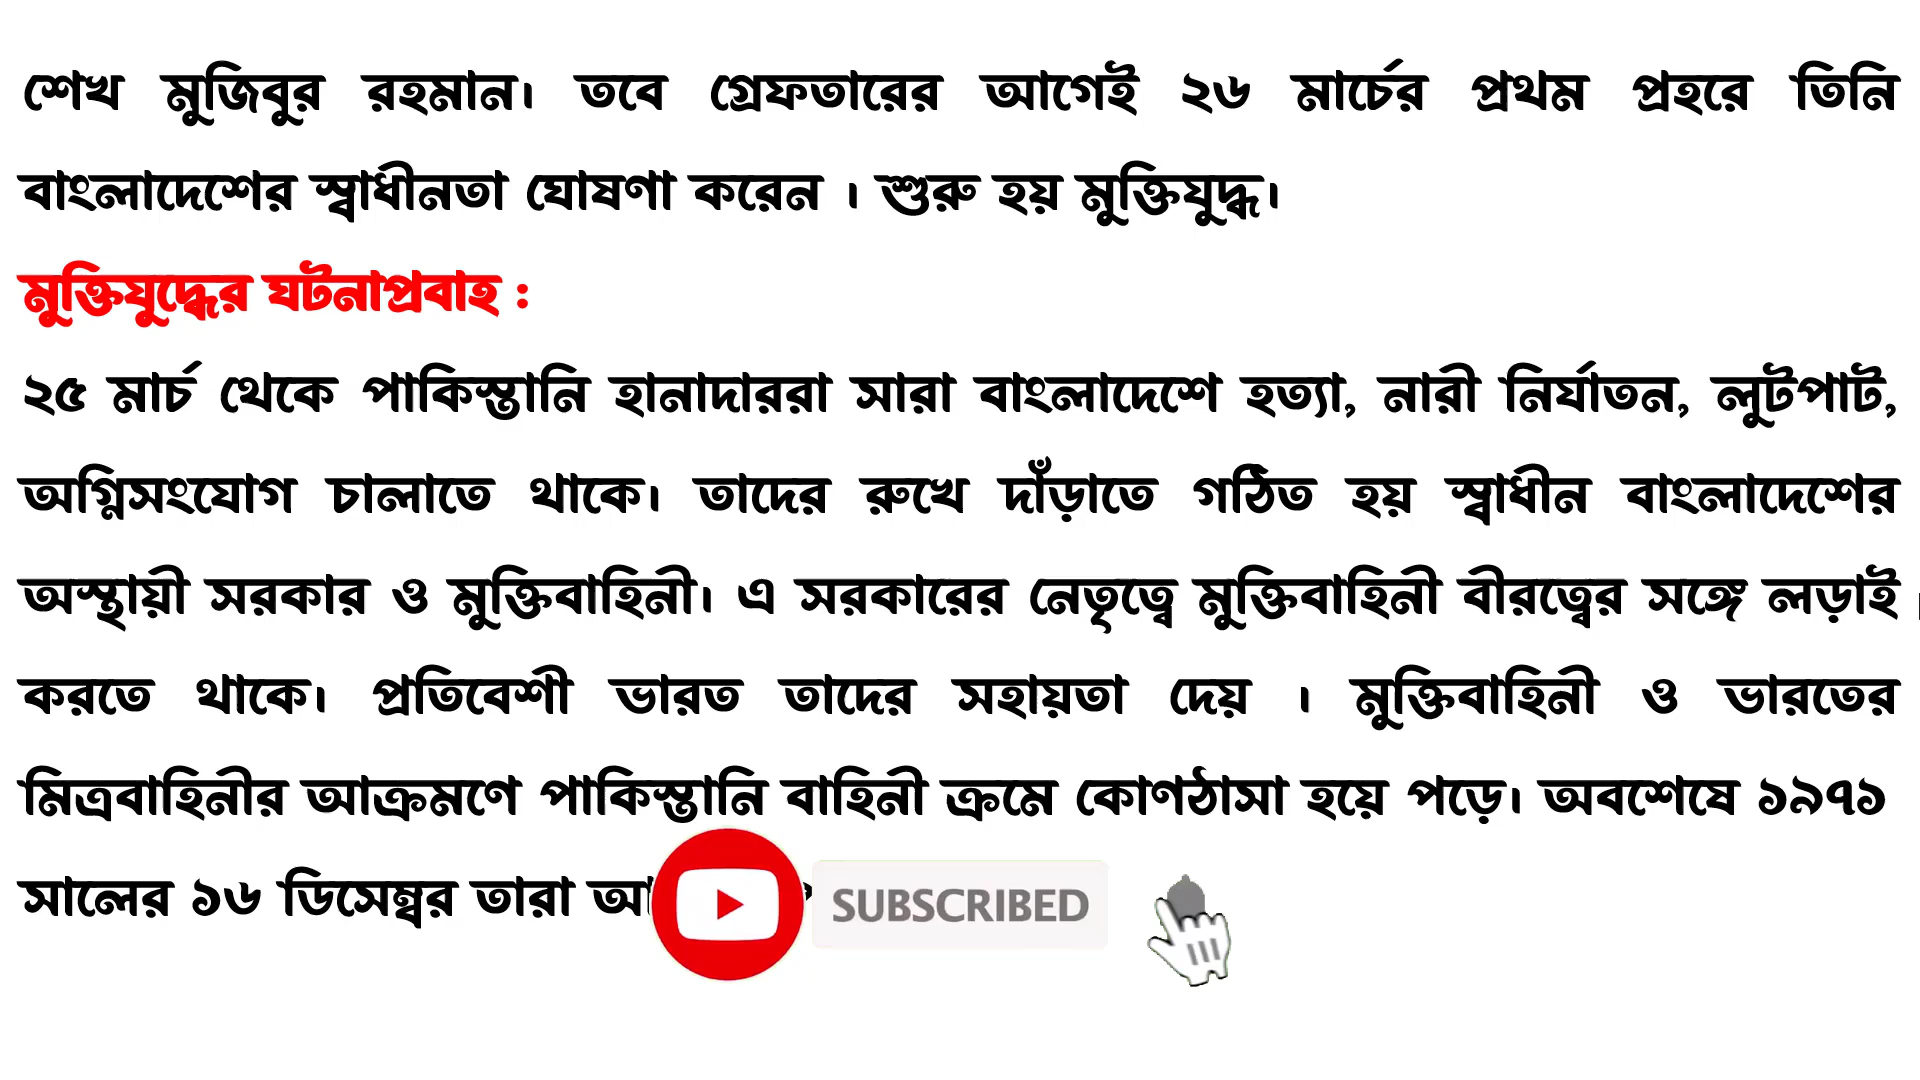 শেখ মুজিবুর রহমান। তবে গ্রেফতারের আগেই ২৬ মার্চের প্রথম প্রহরে তিনি
বাংলাদেশের স্বাধীনতা ঘোষণা করেন । শুরু হয় মুক্তিযুদ্ধ।
মুক্তিযুদ্ধের ঘটনাপ্রবাহ :
২৫ মার্চ থেকে পাকিস্তানি হানাদাররা সারা বাংলাদেশে হত্যা, নারী নির্যাতন, লুটপাট,
অগ্নিসংযোগ চালাতে থাকে। তাদের রুখে দাঁড়াতে গঠিত হয় স্বাধীন বাংলাদেশের
অস্থায়ী সরকার ও মুক্তিবাহিনী। এ সরকারের নেতৃত্বে মুক্তিবাহিনী বীরত্বের সঙ্গে লড়াই
করতে থাকে। প্রতিবেশী ভারত তাদের সহায়তা দেয় । মুক্তিবাহিনী ও ভারতের
মিত্রবাহিনীর আক্রমণে পাকিস্তানি বাহিনী ক্রমে কোণঠাসা হয়ে পড়ে। অবশেষে ১৯৭১
সালের ১৬ ডিসেম্বর তারা
SUBSCRIBED